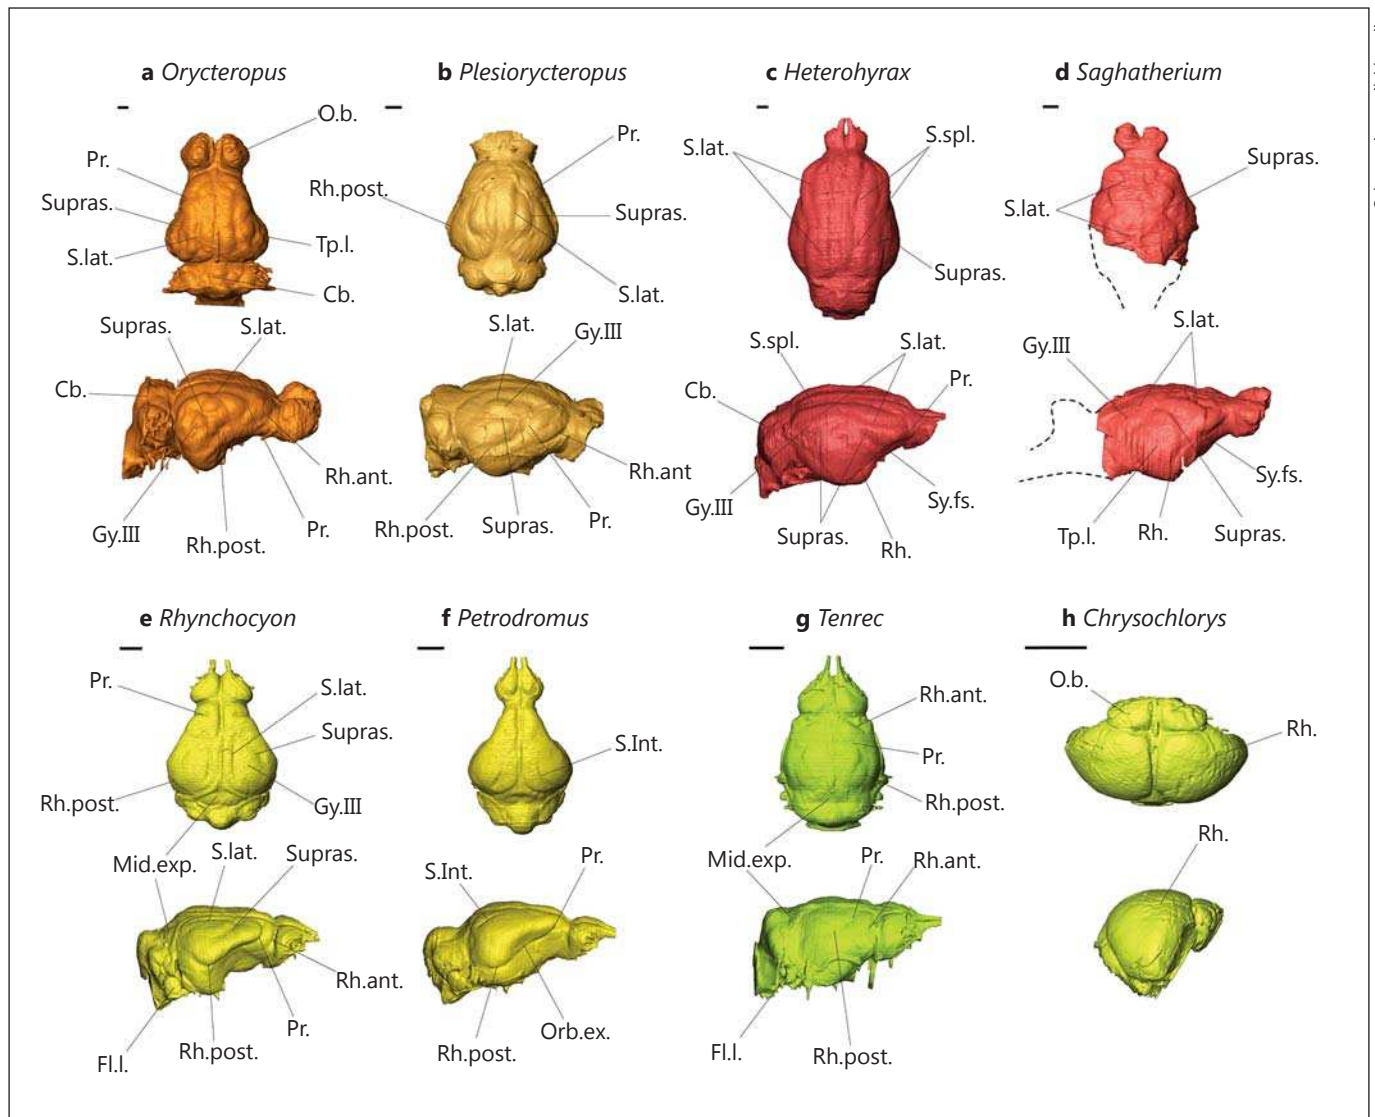 a Orycteropus
O.b.
Pr.
Supras.
S.lat.
Tp.l.
Cb.
Supras.
S.lat.
Cb.
Rh.ant.
Pr.
Rh.post.
Gy.III
b Plesiorycteropus
Pr.
Rh.post.
Supras.
S.lat.
S.lat.
Gy.III
Rh.ant
Pr.
Supras.
Rh.post.
c Heterohyrax
S.lat.
S.spl.
Supras.
S.spl.
S.lat.
Pr.
Cb.
Gy.III
Sy.fs.
Supras.
Rh.
d Saghatherium
Supras.
S.lat.
S.lat.
Gy.III
Sy.fs.
Tp.l.
Rh.
Supras.
e Rhynchocyon
Pr.
S.lat.
Supras.
Rh.post.
Gy.III
Mid.exp.
S.lat.
Supras.
Rh.ant.
Pr.
Rh.post.
Fl.l.
f Petrodromus
S.Int.
S.Int.
Pr.
Orb.ex.
Rh.post.
g Tenrec
Rh.ant.
Pr.
Rh.post.
Mid.exp.
Pr.
Rh.ant.
Fl.l.
Rh.post.
h Chrysochlorys
O.b.
Rh.
Rh.